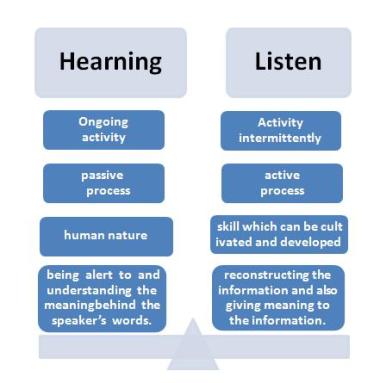 Hearning
Ongoing
activity
passive
process
human nature
being alert to and
understanding the
meaningbehind the
speaker's words.
Listen
Activity
intermittently
active
process
skill which can be cult
ivated and developed
reconstructing the
information and also
giving meaning to
the information.